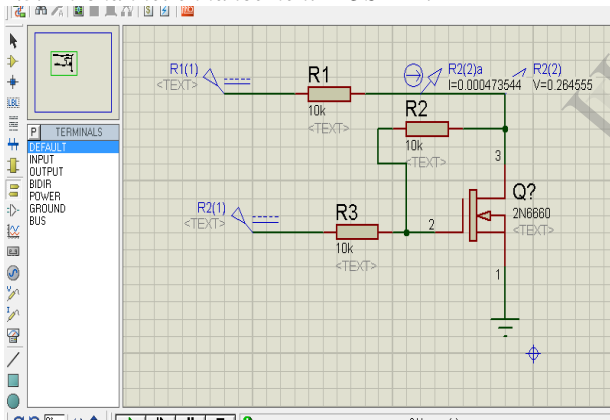 P TERMINALS
DEFAULT
INPUT
OUTPUT
BIDIR
POWER
GROUND
BUS
LBL
R1(1)
<TEXT>
R1
10k
<TEXT>
R2(2)a
I=0.000473544
R2(2)
V=0.264555
R2
10k
<TEXT>
3
Q?
2N6660
<TEXT>
2
1
R2(1)
<TEXT>
R3
10k
<TEXT>